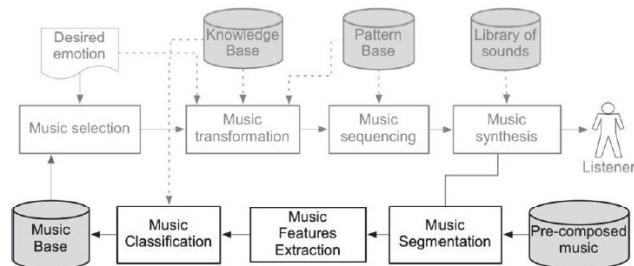 Desired
emotion
Knowledge
Base
Pattern
Base
Library of
sounds
Music selection
Music
transformation
Music
sequencing
Music
synthesis
Listener
Music
Base
Music
Classification
Music
Features
Extraction
Music
Segmentation
Pre-composed
music